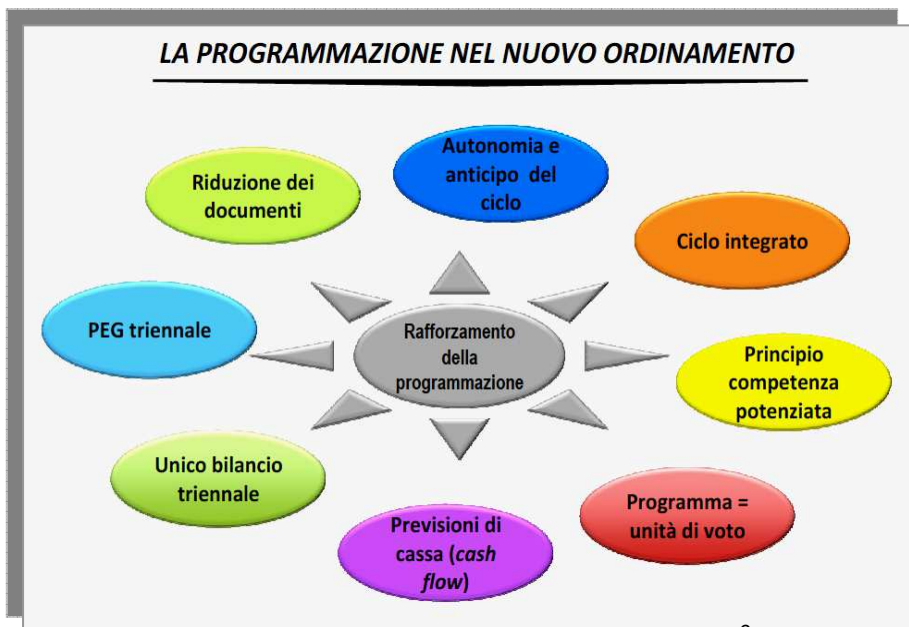 LA PROGRAMMAZIONE NEL NUOVO ORDINAMENTO
Autonomia e
anticipo del
ciclo
Riduzione dei
documenti
Ciclo integrato
PEG triennale
Rafforzamento
della
programmazione
Principio
competenza
potenziata
Unico bilancio
triennale
Programma =
unità di voto
Previsioni di
cassa (cash
flow)